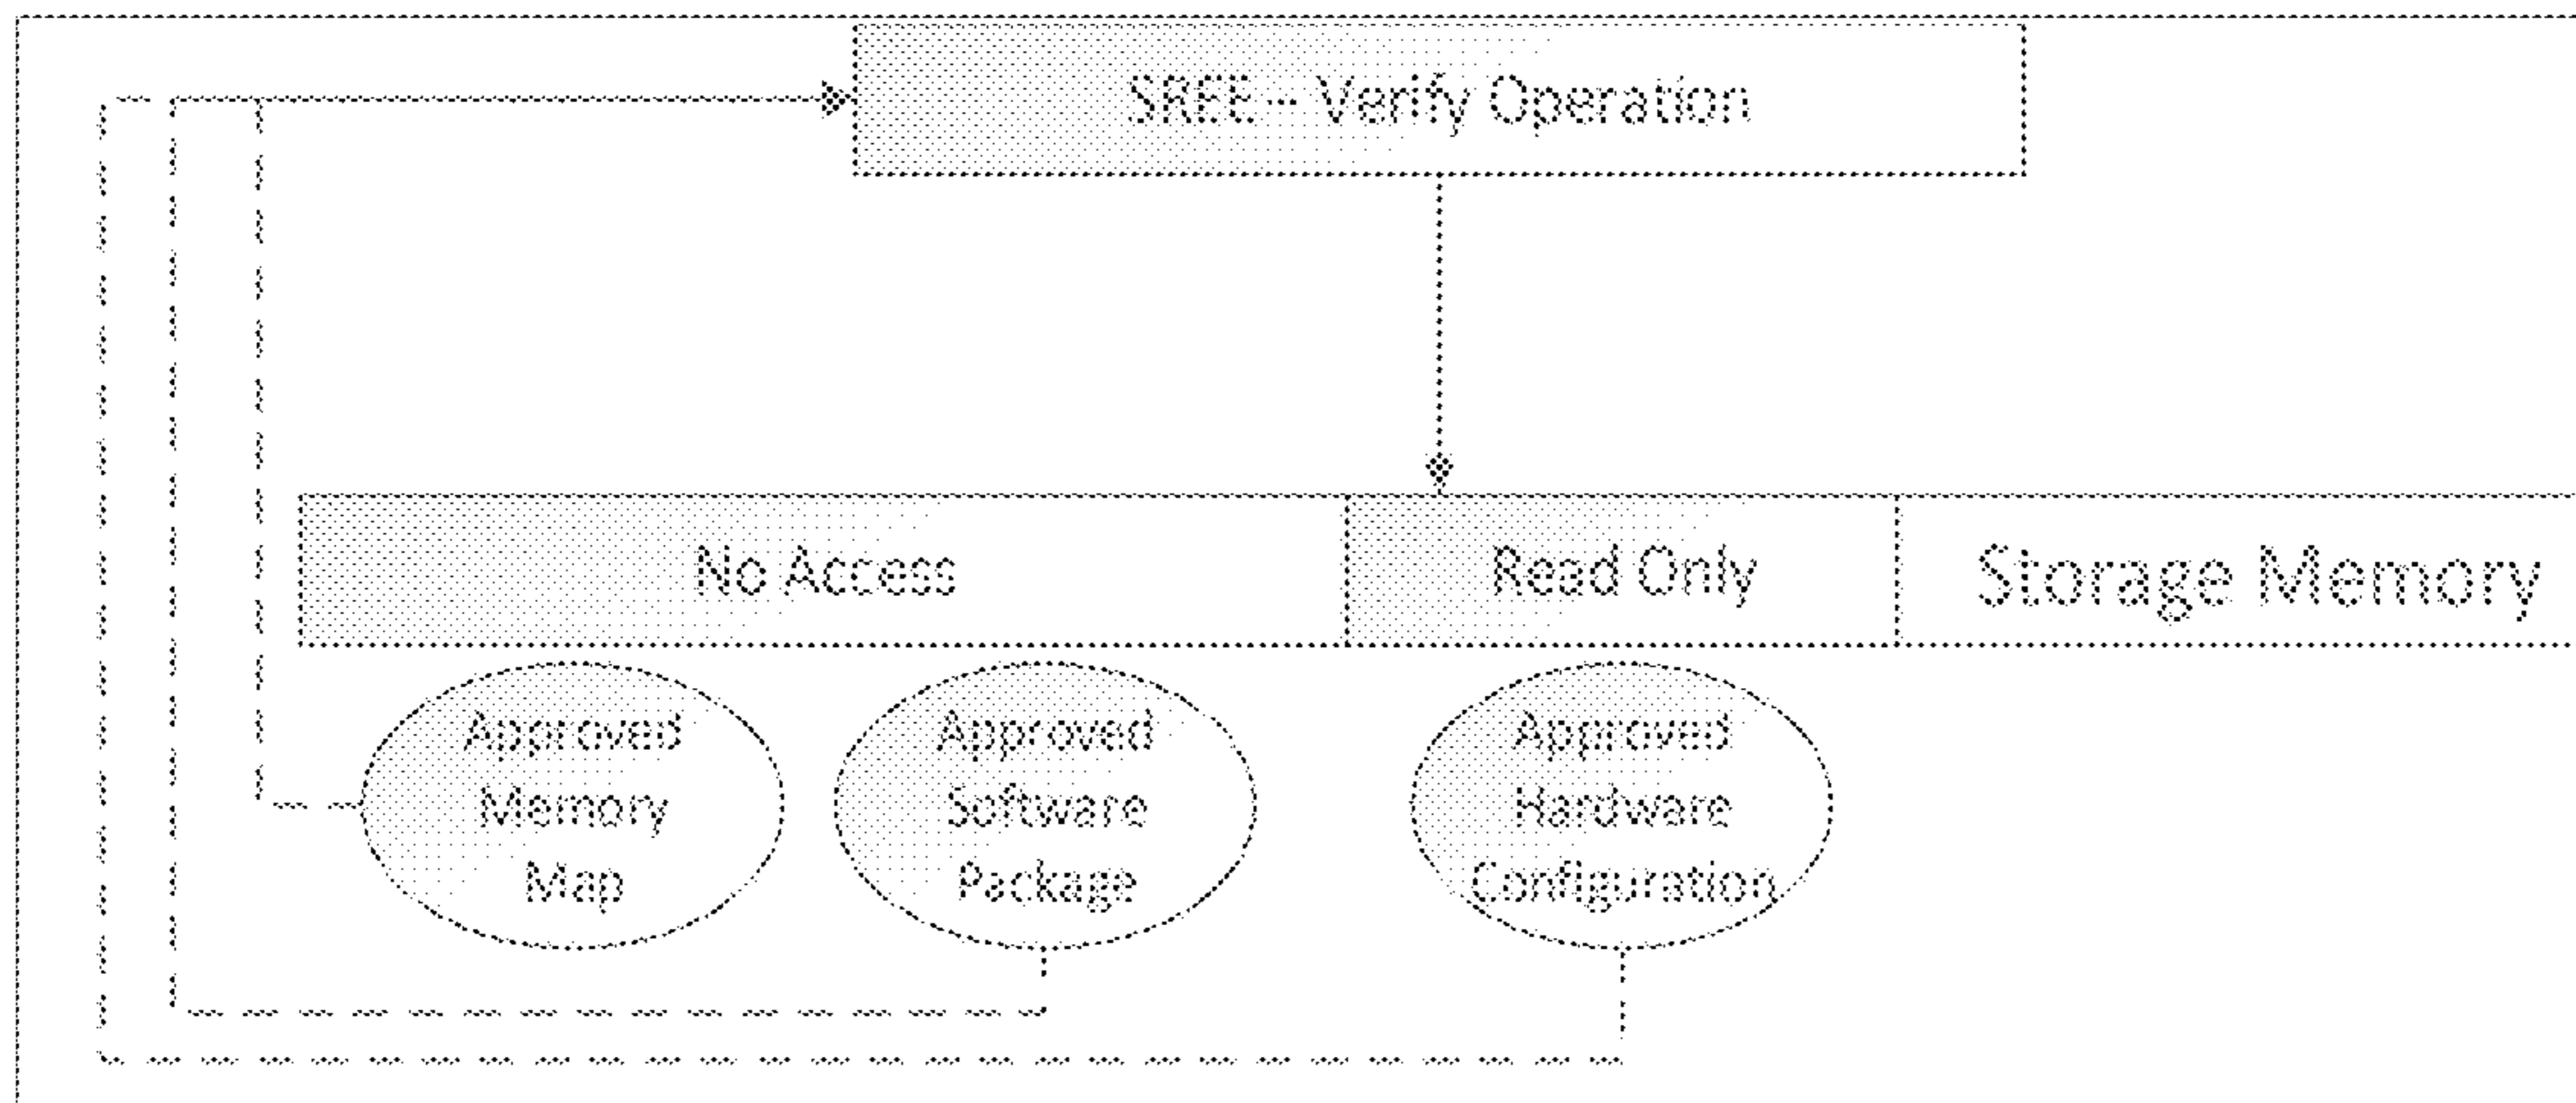 SREE -- Verify Operation
No Access
Read Only
Storage Memory
Approved
Memory
Map
Approved
Software
Package
Approved
Hardware
Configuration